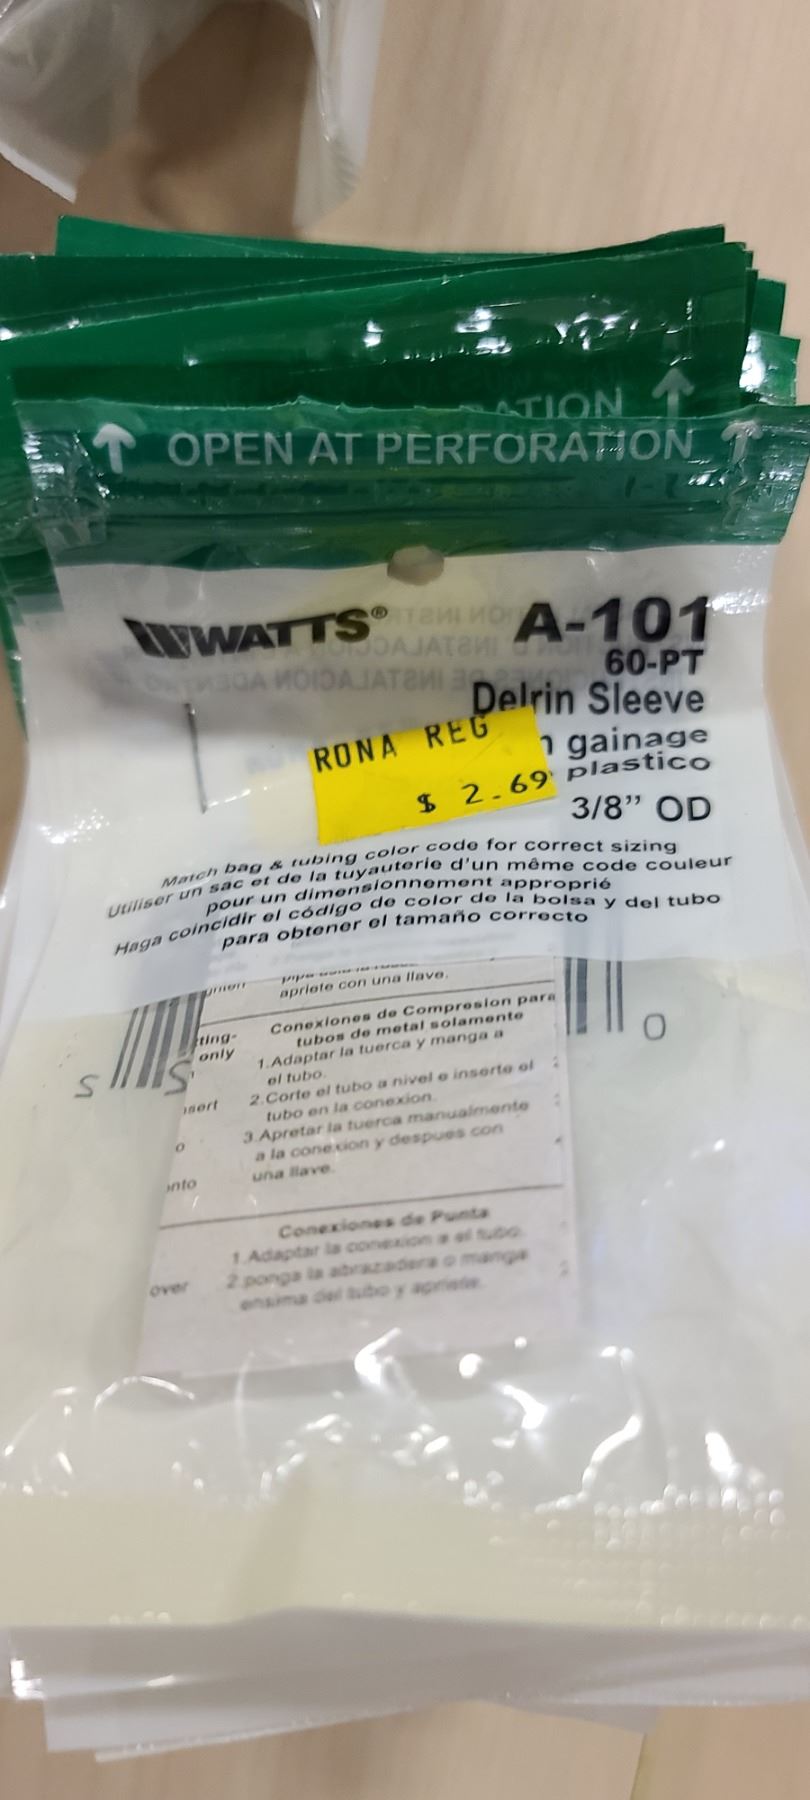 ATION
OPEN AT PERFORATION
WATTS®
A-101
60-PT
Delrin Sleeve
gainage
plastico
3/8” OD
RONA REG
$ 2.69
Match bag & tubing color code for correct sizing
Utiliser un sac et de la tuyauterie d'un même code couleur
pour un dimensionnement approprié
Haga coincidir el código de color de la bolsa y del tubo
para obtener el tamaño correcto
apriete con una llave.
Conexiones de Compresion para
tubos de metal solamente
1.Adaptar la tuerca y manga a
el tubo.
2.Corte el tubo a nivel e inserte el
tubo en la conexion.
3.Apretar la tuerca manualmente
a la conexion y despues con
una llave.
Conexiones de Punta
1.Adaptar la conexion a el tubo.
2.ponga la abrazadera o manga
ensima del tubo y apriete.
ting-
only
nsert
o
onto
over
S
S
O